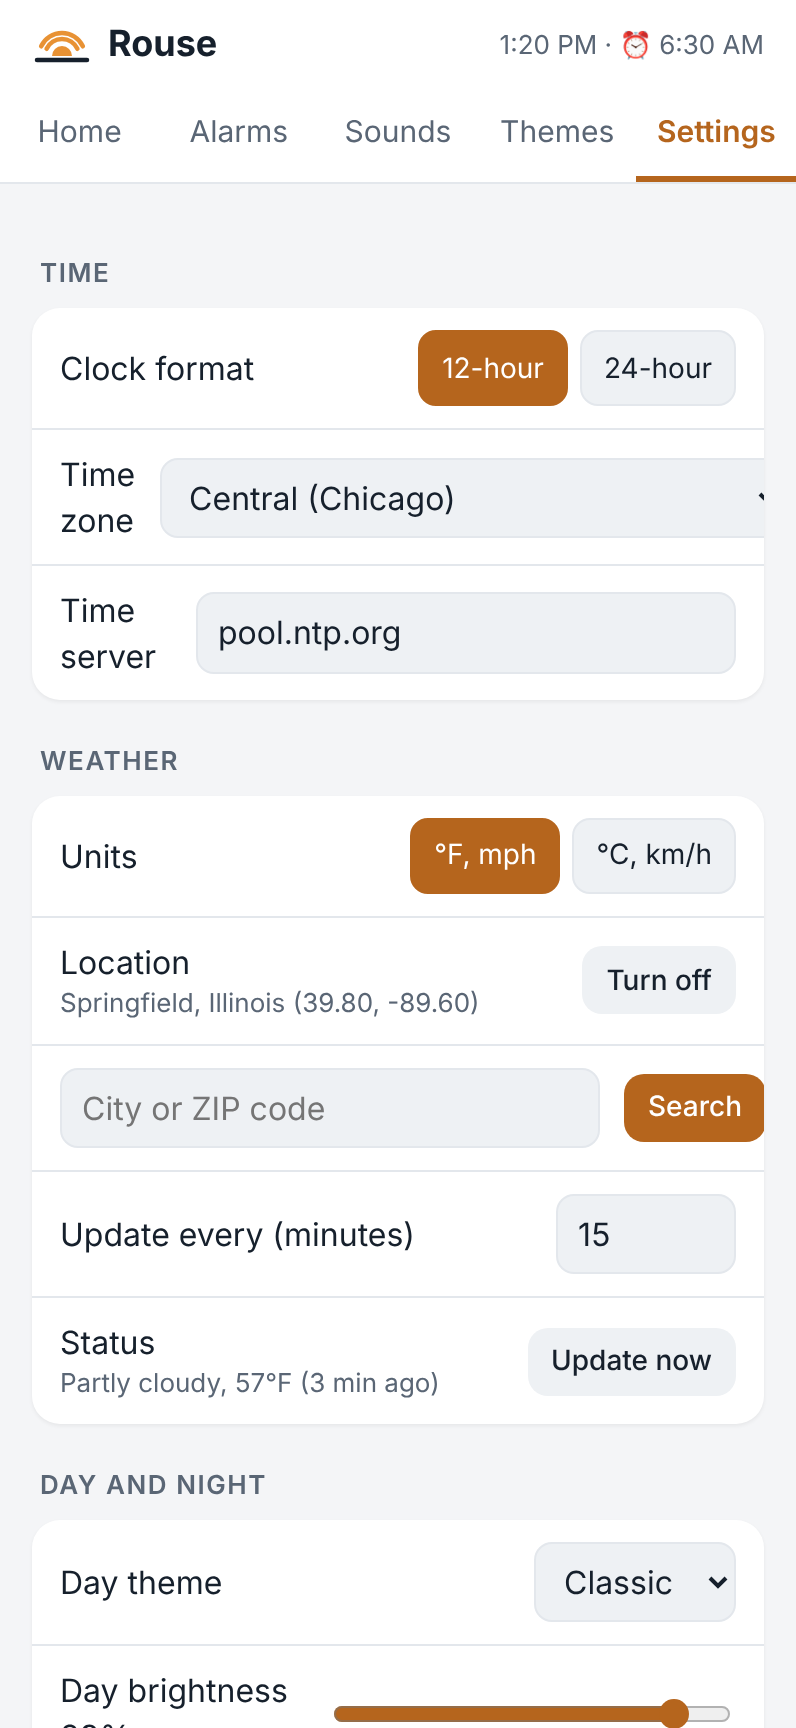 Rouse
1:20 PM · ⏰ 6:30 AM
Home Alarms Sounds Themes Settings
TIME
Clock format 12-hour 24-hour
Time zone Central (Chicago)
Time server pool.ntp.org
WEATHER
Units °F, mph °C, km/h
Location
Springfield, Illinois (39.80, -89.60)
Turn off
City or ZIP code Search
Update every (minutes) 15
Status
Partly cloudy, 57°F (3 min ago)
Update now
DAY AND NIGHT
Day theme Classic
Day brightness